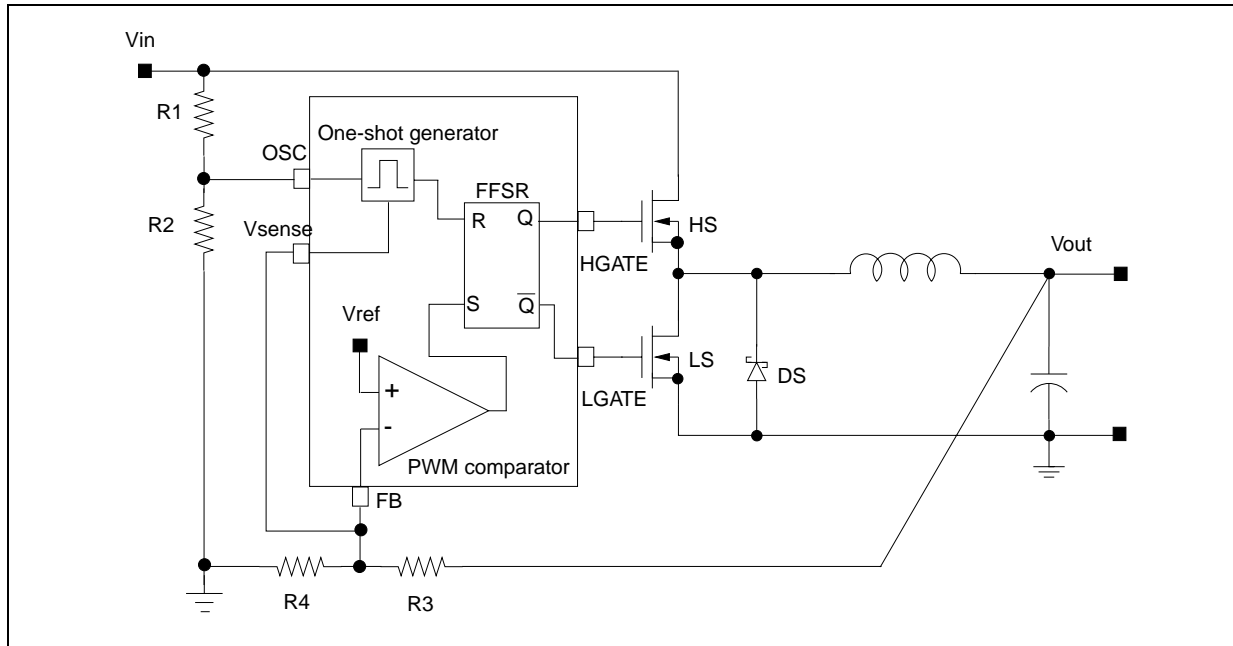 Vin
R1
One-shot generator
OSC
FFSR
R2
R
Q
HS
Vsense
HGATE
Vout
S
Q
Vref
LS
DS
+
LGATE
-
PWM comparator
FB
R4
R3